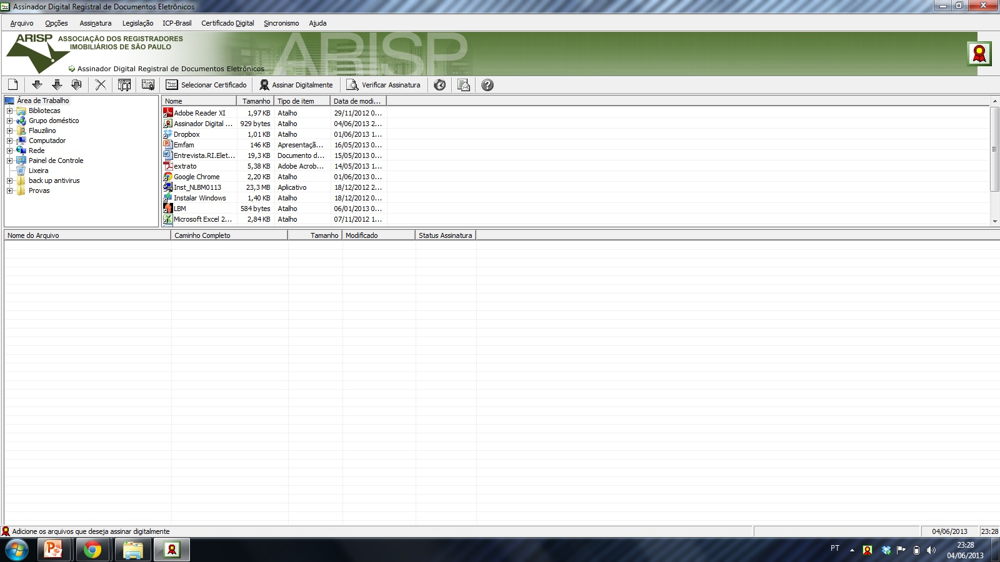 Assinador Digital Registral de Documentos Eletrônicos
Arquivo Opções Assinatura Legislação ICP-Brasil Certificado Digital Sincronismo Ajuda
ARISP ASSOCIAÇÃO DOS REGISTRADORES
IMOBILIÁRIOS DE SÃO PAULO
ARISP
Assinador Digital Registral de Documentos Eletrônicos
Selecionar Certificado Assinar Digitalmente Verificar Assinatura
Área de Trabalho
Bibliotecas
Grupo doméstico
Flauzilino
Computador
Rede
Painel de Controle
Lixeira
back up antivirus
Provas
Nome Tamanho Tipo de item Data de modi...
Adobe Reader XI 1,97 KB Atalho 29/11/2012 0...
Assinador Digital ... 929 bytes Atalho 04/06/2013 2...
Dropbox 1,01 KB Atalho 01/06/2013 1...
Emfam 146 KB Apresentaçã... 16/05/2013 0...
Entrevista.RI.Elet... 19,3 KB Documento d... 15/05/2013 0...
extrato 5,38 KB Adobe Acrob... 14/05/2013 1...
Google Chrome 2,20 KB Atalho 01/06/2013 0...
Inst_NLBM0113 23,3 MB Aplicativo 18/12/2012 2...
Instalar Windows 1,40 KB Atalho 18/12/2012 0...
LBM 584 bytes Atalho 06/01/2013 0...
Microsoft Excel 2... 2,84 KB Atalho 07/11/2012 1...
Nome do Arquivo Caminho Completo Tamanho Modificado Status Assinatura
Adicione os arquivos que deseja assinar digitalmente 04/06/2013 23:28
PT 23:28
04/06/2013